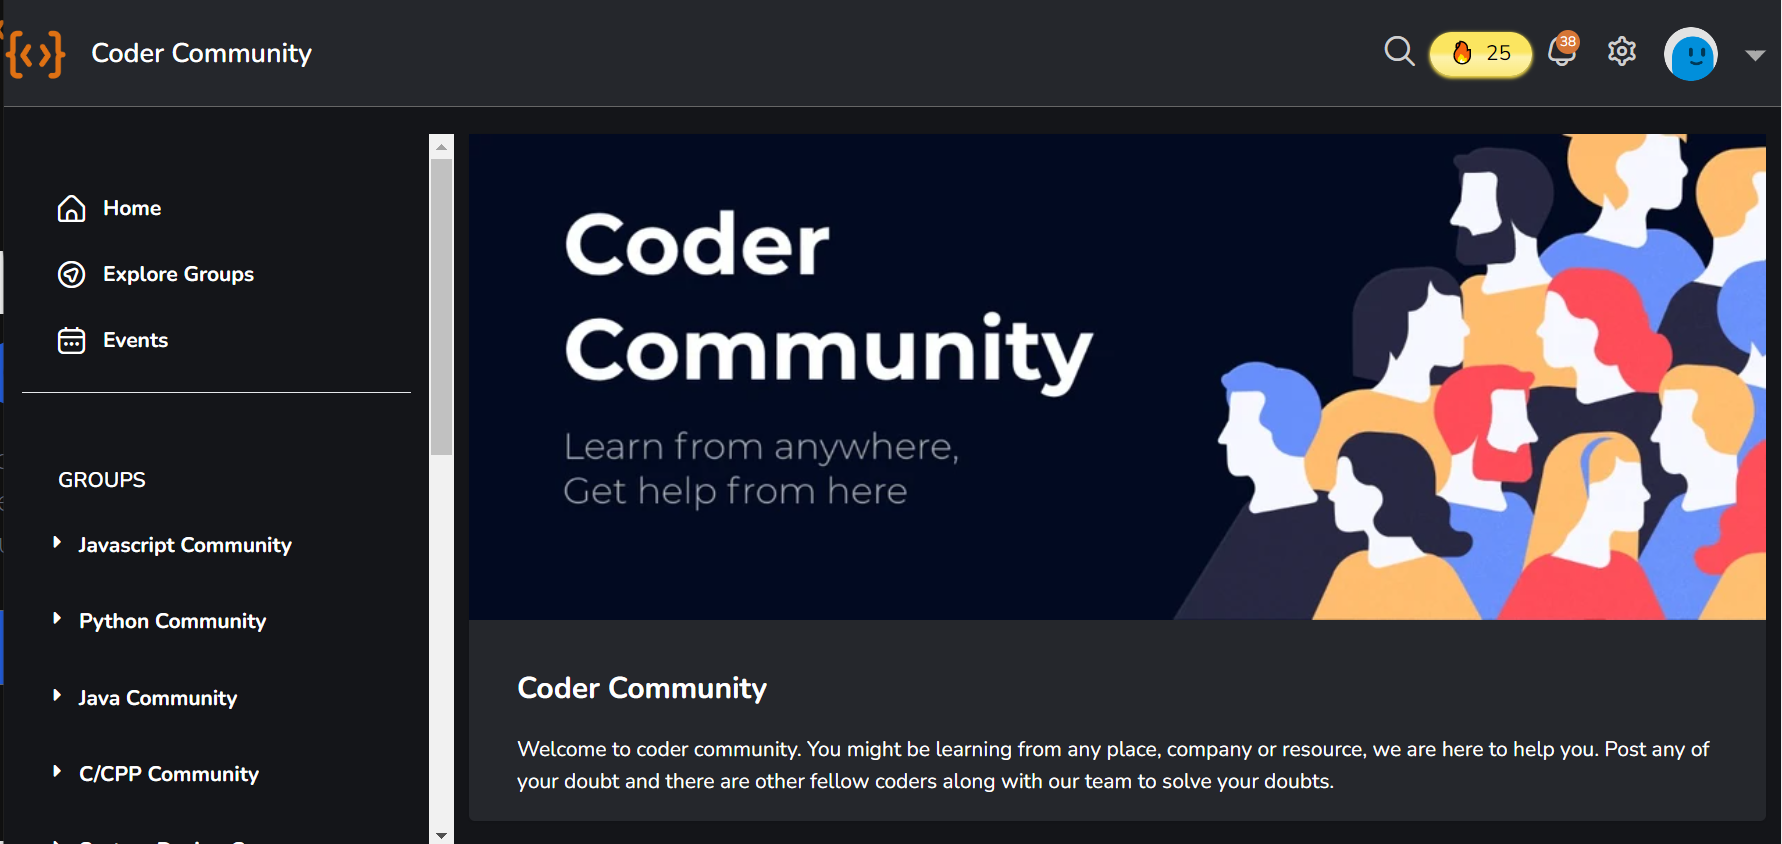 Coder Community
25
38
Home
Explore Groups
Events
GROUPS
Javascript Community
Python Community
Java Community
C/CPP Community
Coder
Community
Learn from anywhere,
Get help from here
Coder Community
Welcome to coder community. You might be learning from any place, company or resource, we are here to help you. Post any of
your doubt and there are other fellow coders along with our team to solve your doubts.